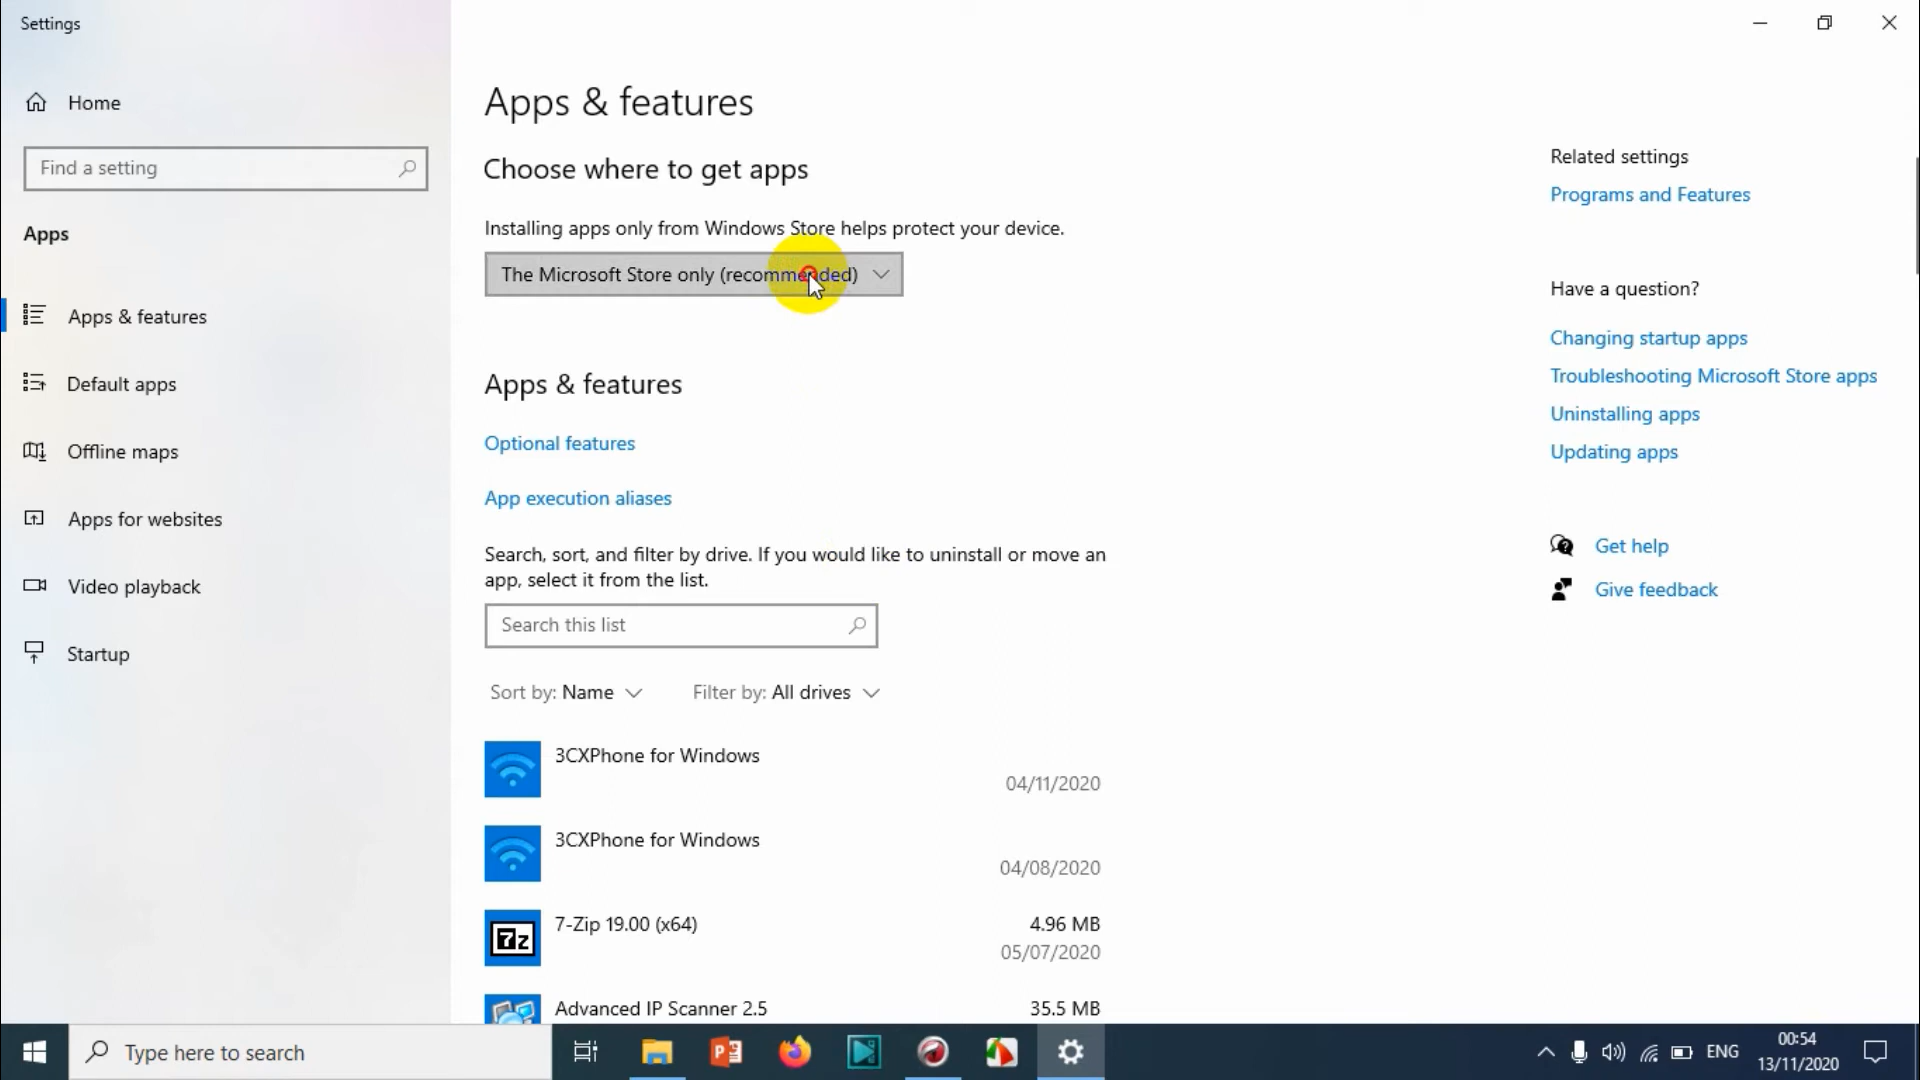 Settings
Home
Find a setting
Apps
Apps & features
Default apps
Offline maps
Apps for websites
Video playback
Startup
Apps & features
Choose where to get apps
Installing apps only from Windows Store helps protect your device.
The Microsoft Store only (recommended)
Apps & features
Optional features
App execution aliases
Search, sort, and filter by drive. If you would like to uninstall or move an
app, select it from the list.
Search this list
Sort by: Name
Filter by: All drives
3CXPhone for Windows
04/11/2020
3CXPhone for Windows
04/08/2020
7z
7-Zip 19.00 (x64)
4.96 MB
05/07/2020
Advanced IP Scanner 2.5
35.5 MB
Related settings
Programs and Features
Have a question?
Changing startup apps
Troubleshooting Microsoft Store apps
Uninstalling apps
Updating apps
Get help
Give feedback
Type here to search
P
ENG
00:54
13/11/2020